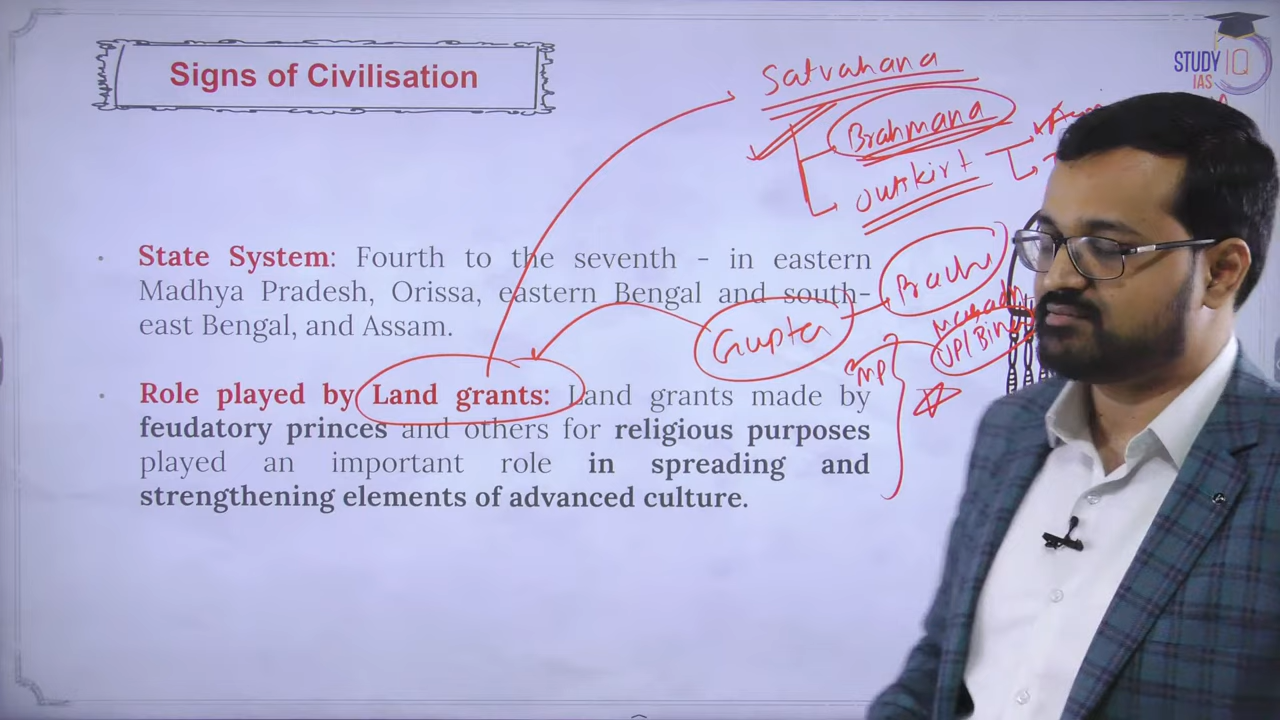 Signs of Civilisation
STUDY IQ
IAS
Satvahana
Brahmana
outskirt
State System: Fourth to the seventh - in eastern
Madhya Pradesh, Orissa, eastern Bengal and south-
east Bengal, and Assam.
Gupta
UP/Bihar
MP
Role played by Land grants: Land grants made by
feudatory princes and others for religious purposes
played an important role in spreading and
strengthening elements of advanced culture.